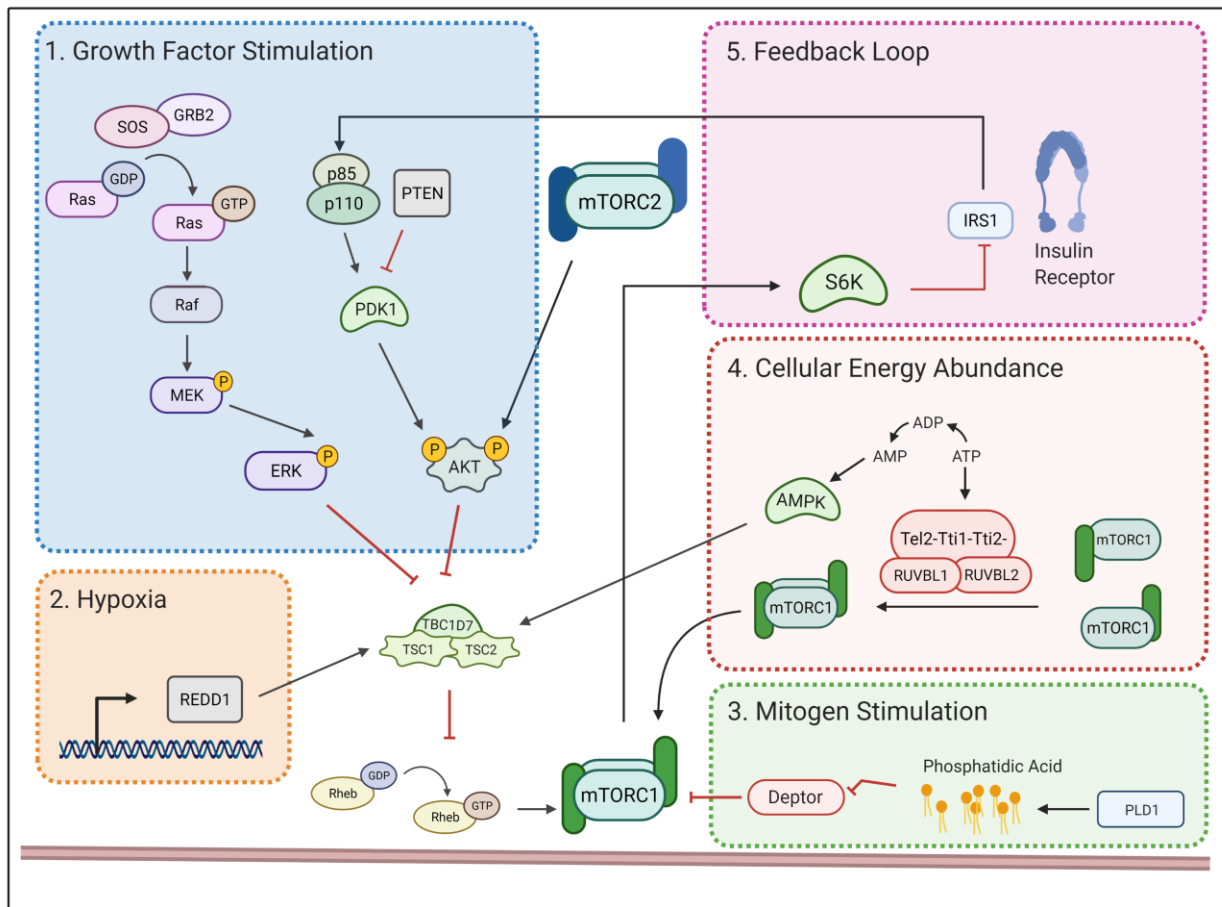 1. Growth Factor Stimulation
SOS
GRB2
Ras
GDP
Ras
GTP
Raf
MEK
P
ERK
P
p85
p110
PTEN
PDK1
P
P
AKT
mTORC2
5. Feedback Loop
S6K
IRS1
Insulin
Receptor
4. Cellular Energy Abundance
ADP
AMP
ATP
AMPK
Tel2-Tti1-Tti2-
RUVBL1
RUVBL2
mTORC1
mTORC1
mTORC1
2. Hypoxia
REDD1
TBC1D7
TSC1
TSC2
Rheb
GDP
Rheb
GTP
mTORC1
3. Mitogen Stimulation
Deptor
Phosphatidic Acid
PLD1